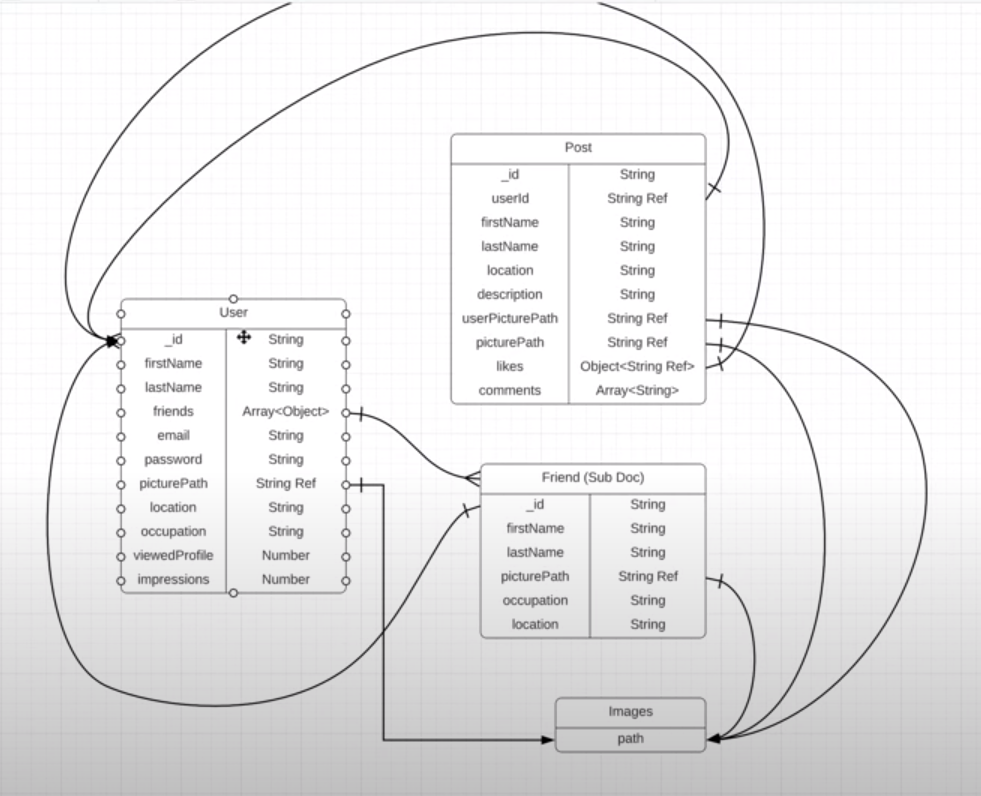 Post
_id String
userId String Ref
firstName String
lastName String
location String
description String
userPicturePath String Ref
picturePath String Ref
likes Object<String Ref>
comments Array<String>
User
_id String
firstName String
lastName String
friends Array<Object>
email String
password String
picturePath String Ref
location String
occupation String
viewedProfile Number
impressions Number
Friend (Sub Doc)
_id String
firstName String
lastName String
picturePath String Ref
occupation String
location String
Images
path